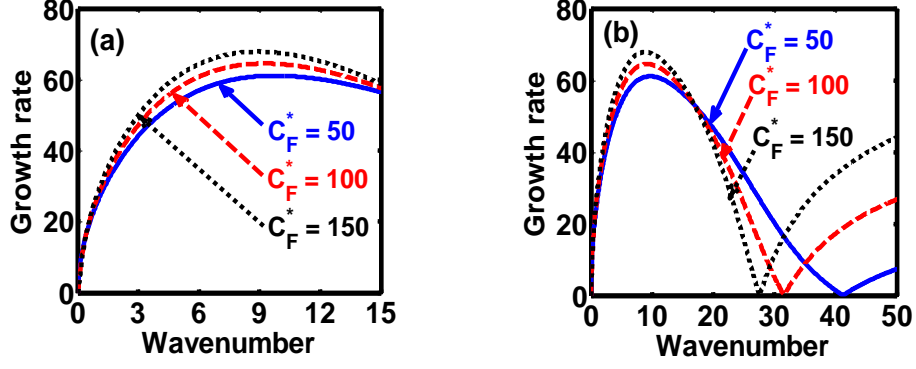 80
60
40
20
0
Growth rate
(a)
C*F = 50
C*F = 100
C*F = 150
0 3 6 9 12 15
Wavenumber
80
60
40
20
0
Growth rate
(b)
C*F = 50
C*F = 100
C*F = 150
0 10 20 30 40 50
Wavenumber